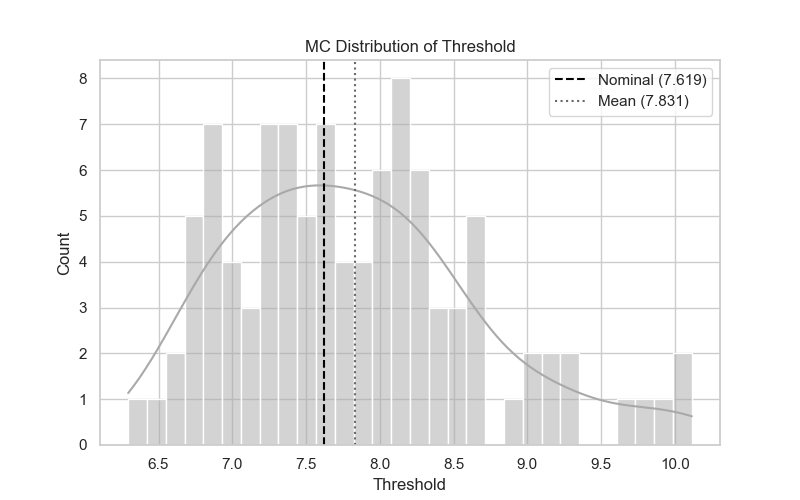 MC Distribution of Threshold
Nominal (7.619)
Mean (7.831)
8
7
6
5
4
3
2
1
0
Count
6.5 7.0 7.5 8.0 8.5 9.0 9.5 10.0
Threshold